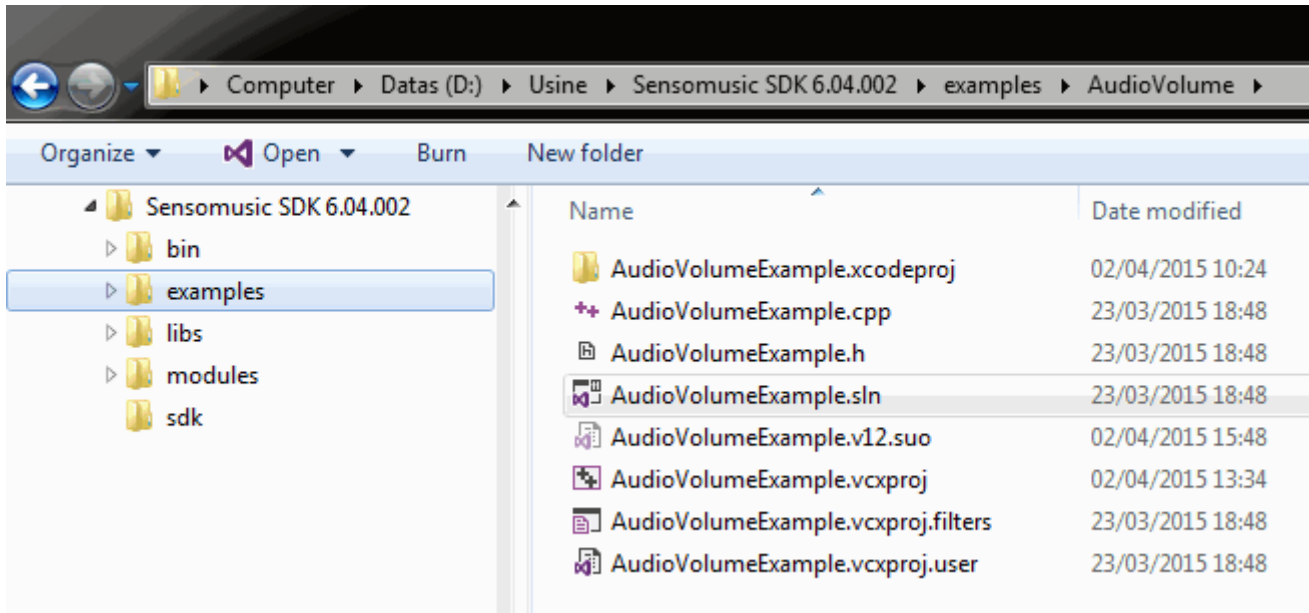 Computer Datas (D:) Usine Sensomusic SDK 6.04.002 examples AudioVolume
Organize Open Burn New folder
Sensomusic SDK 6.04.002
bin
examples
libs
modules
sdk
Name Date modified
AudioVolumeExample.xcodeproj 02/04/2015 10:24
AudioVolumeExample.cpp 23/03/2015 18:48
AudioVolumeExample.h 23/03/2015 18:48
AudioVolumeExample.sln 23/03/2015 18:48
AudioVolumeExample.v12.suo 02/04/2015 15:48
AudioVolumeExample.vcxproj 02/04/2015 13:34
AudioVolumeExample.vcxproj.filters 23/03/2015 18:48
AudioVolumeExample.vcxproj.user 23/03/2015 18:48